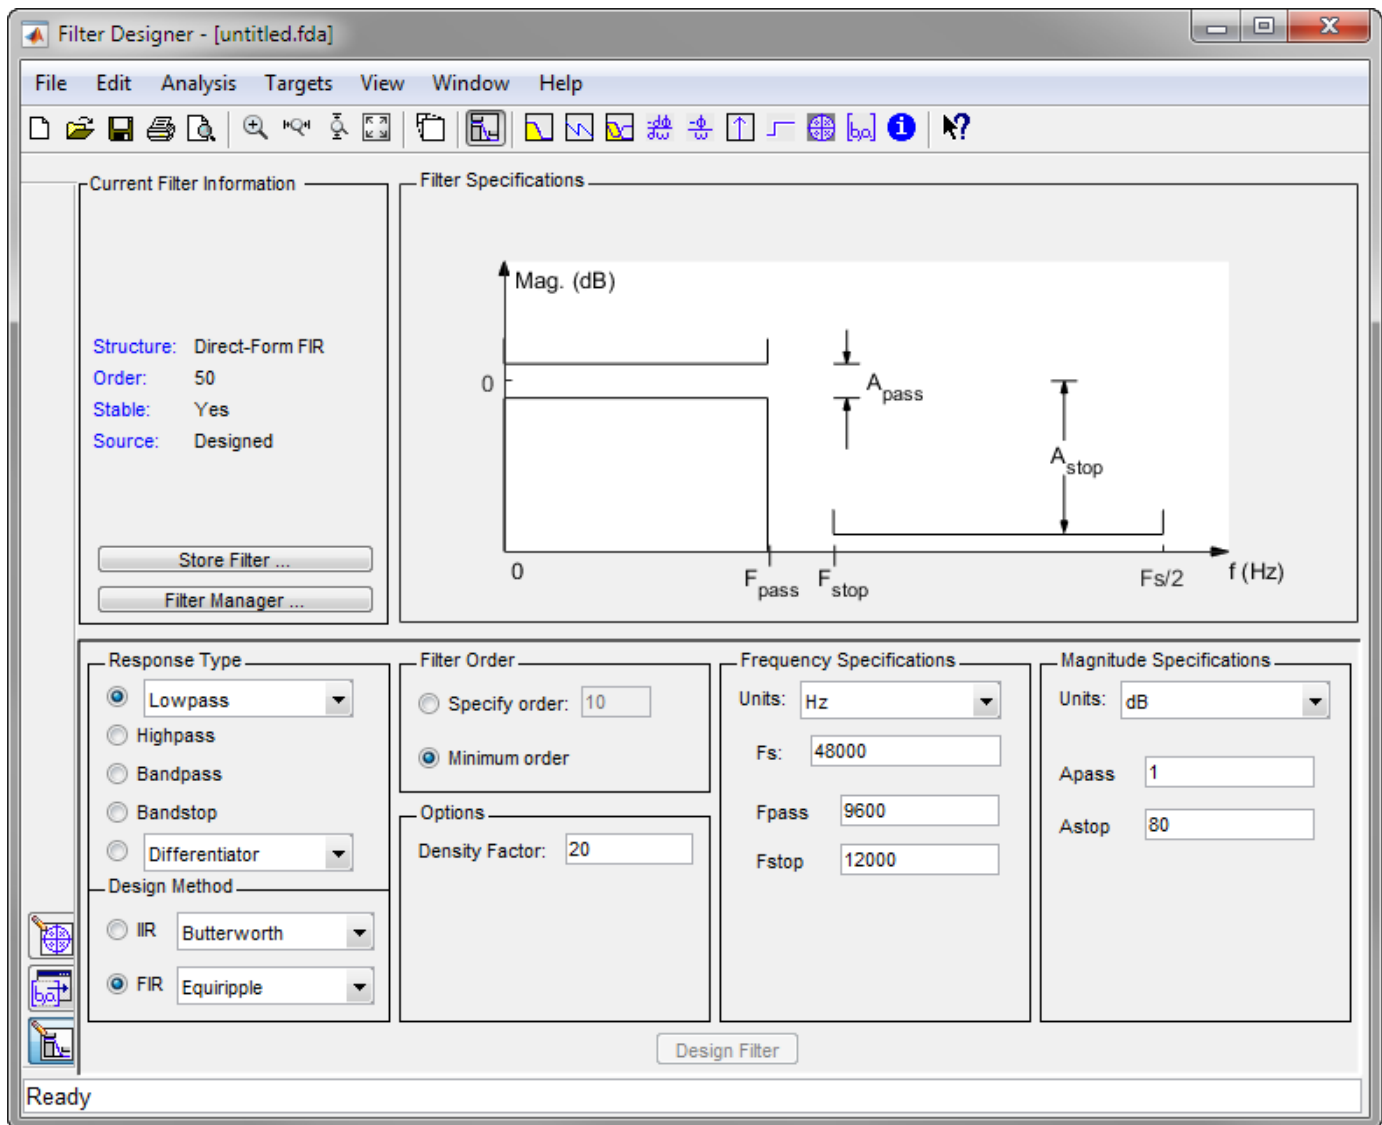 Filter Designer - [untitled.fda]
File Edit Analysis Targets View Window Help
Current Filter Information
Structure: Direct-Form FIR
Order: 50
Stable: Yes
Source: Designed
Store Filter ...
Filter Manager ...
Filter Specifications
Mag. (dB)
0
Apass
Astop
0
Fpass
Fstop
Fs/2
f (Hz)
Response Type
Lowpass
Highpass
Bandpass
Bandstop
Differentiator
Design Method
IIR Butterworth
FIR Equiripple
Filter Order
Specify order: 10
Minimum order
Options
Density Factor: 20
Frequency Specifications
Units: Hz
Fs: 48000
Fpass 9600
Fstop 12000
Magnitude Specifications
Units: dB
Apass 1
Astop 80
Design Filter
Ready